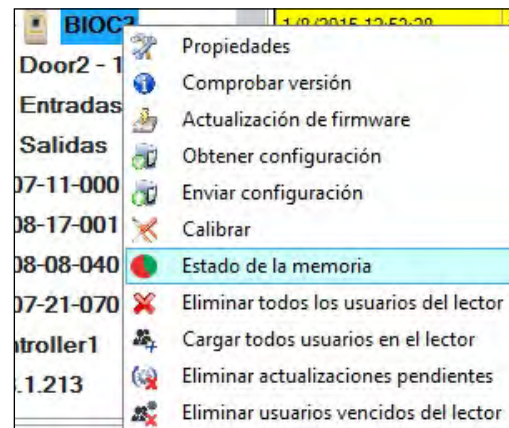 BIOC3
1/8/2015 12:52:28
Propiedades
Door2 - 1
Comprobar versión
Entradas
Actualización de firmware
Salidas
Obtener configuración
07-11-000
Enviar configuración
08-17-001
Calibrar
08-08-040
Estado de la memoria
07-21-070
Eliminar todos los usuarios del lector
ntroller1
Cargar todos usuarios en el lector
.1.213
Eliminar actualizaciones pendientes
Eliminar usuarios vencidos del lector